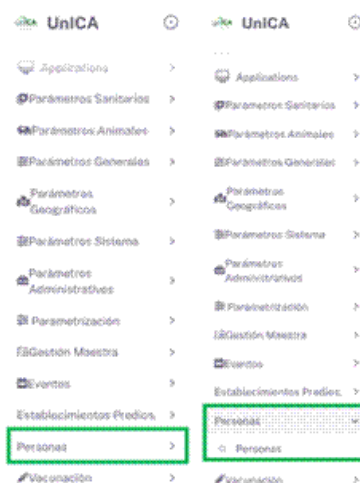 UnICA
Applications
Parámetros Sanitarios
Parámetros Animales
Parámetros Generales
Parámetros
Geográficos
Parámetros Sistema
Parámetros
Administrativos
Parametrización
Gestión Maestra
Eventos
Establecimientos Predios,
Personas
Vacunación
UnICA
Applications
Parámetros Sanitarios
Parámetros Animales
Parámetros Generales
Parámetros
Geográficos
Parámetros Sistema
Parámetros
Administrativos
Parametrización
Gestión Maestra
Eventos
Establecimientos Predios,
Personas
Personas
Vacunación